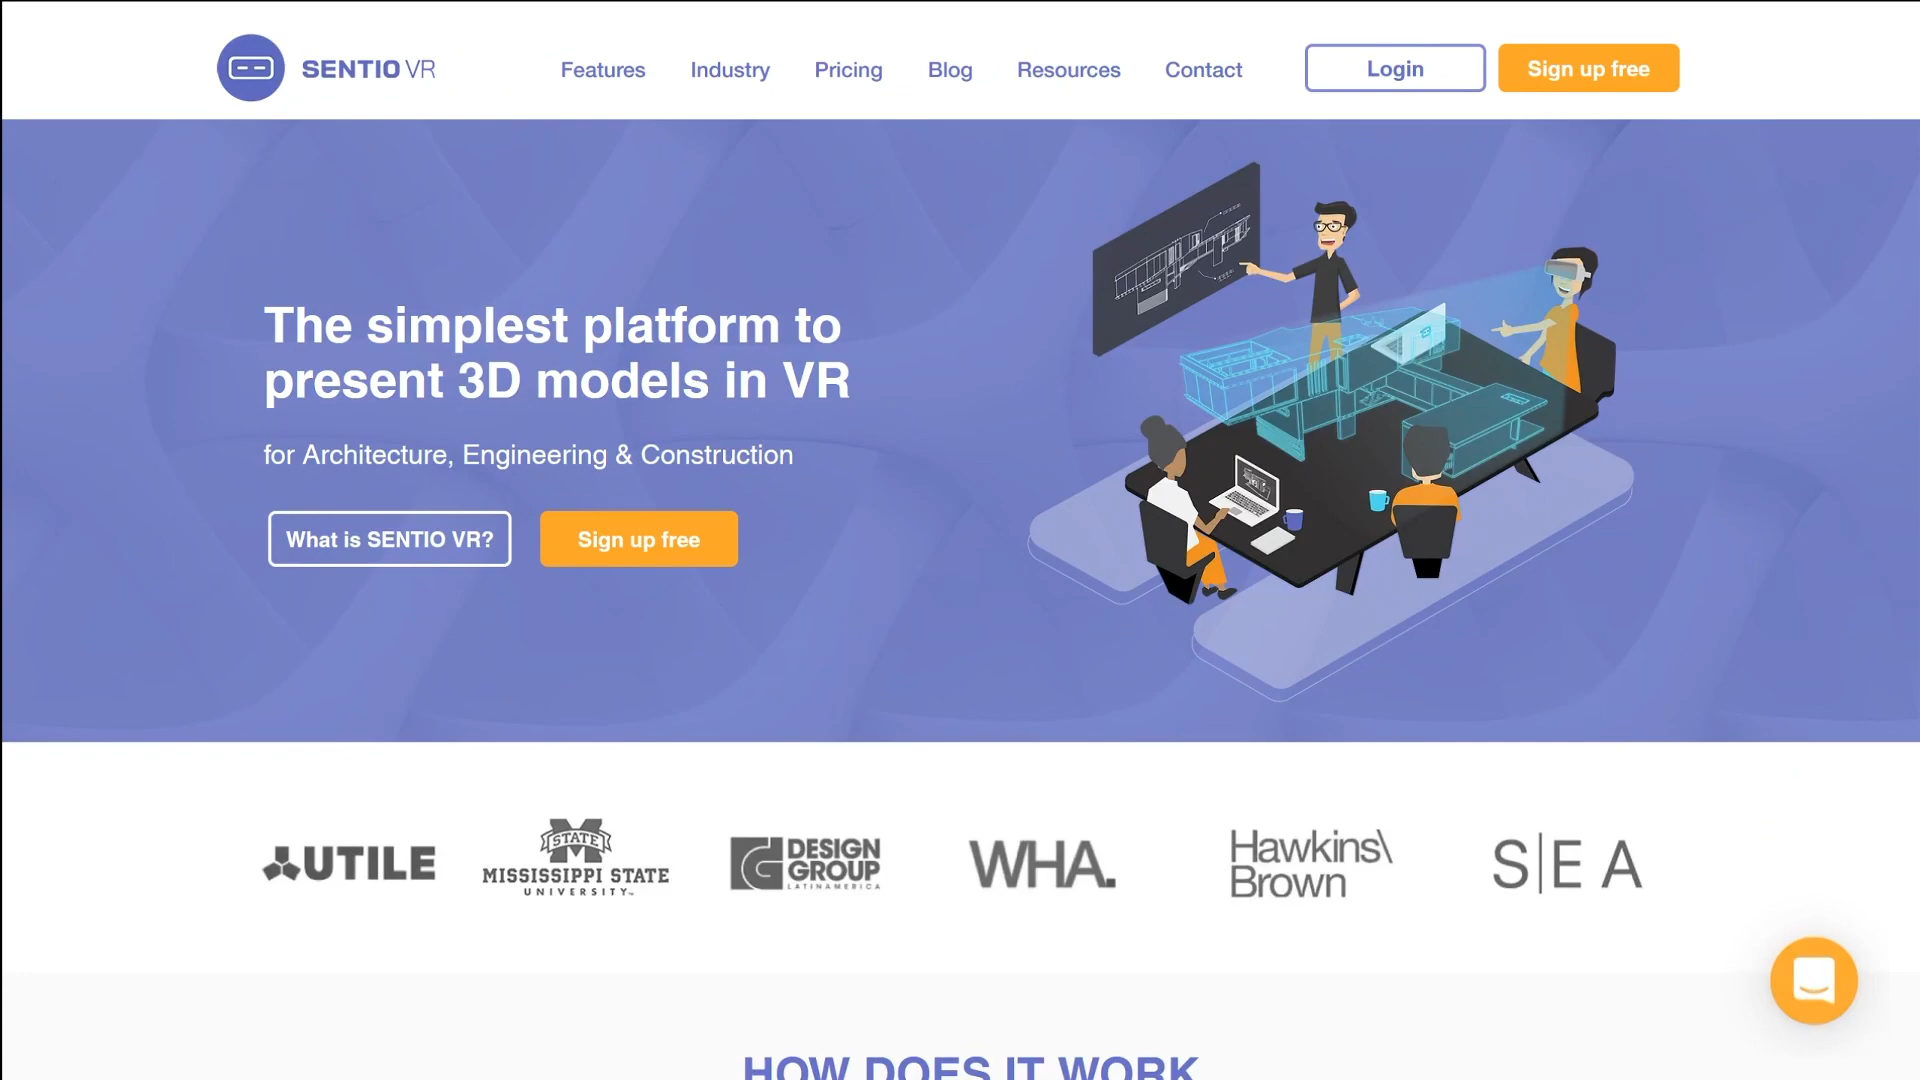 SENTIO VR
Features
Industry
Pricing
Blog
Resources
Contact
Login
Sign up free
The simplest platform to
present 3D models in VR
for Architecture, Engineering & Construction
What is SENTIO VR?
Sign up free
UTILE
STATE
MISSISSIPPI STATE
UNIVERSITY™
DESIGN
GROUP
LATINAMERICA
WHA.
Hawkins\
Brown
S|E A
HOW DOES IT WORK